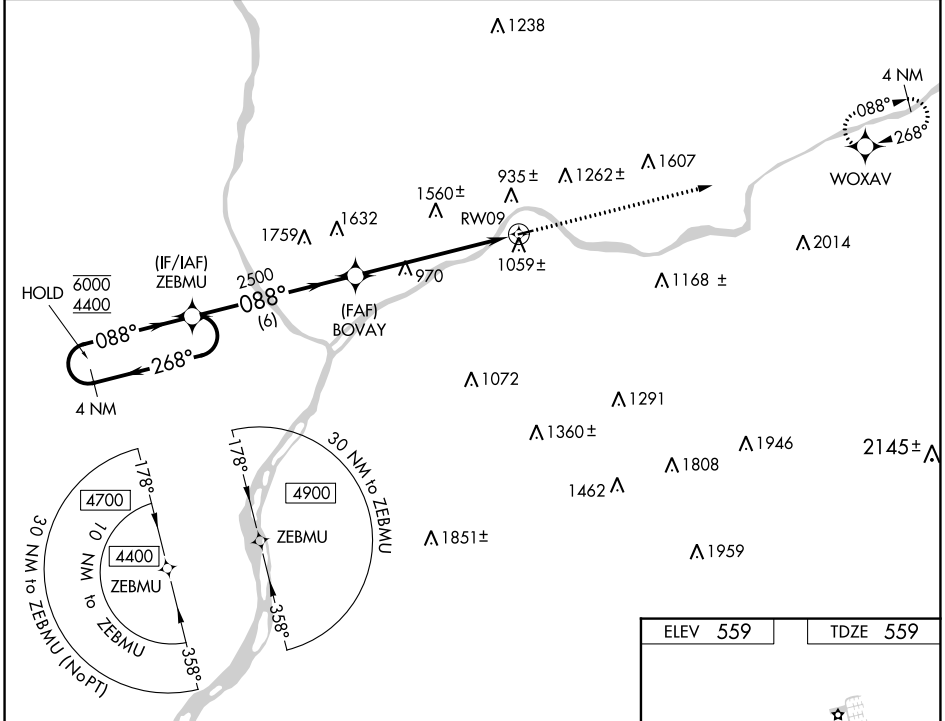 1238
4 NM
088°
268°
WOXAV
1607
1262±
935±
1560±
RW09
1632
1759
1059±
2014
970
1168 ±
(IF/IAF)
ZEBMU
2500
088°
(6)
(FAF)
BOVAY
HOLD
6000
4400
088°
268°
4 NM
1072
1291
1360±
1946
2145±
1808
1462
1851±
1959
178°
4700
10 NM to ZEBMU
4400
ZEBMU
30 NM to ZEBMU (NoPT)
358°
178°
30 NM to ZEBMU
4900
ZEBMU
358°
ELEV 559
TDZE 559